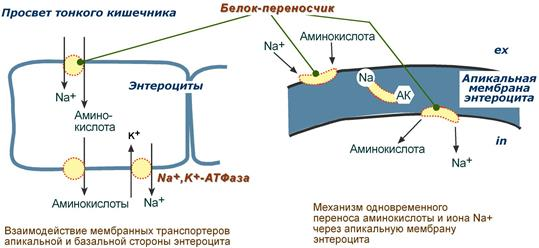 Просвет тонкого кишечника
Белок-переносчик
Na+
Амино-
кислота
Энтероциты
K+
Na+,K+-АТФаза
Аминокислоты
Na+
Взаимодействие мембранных транспортеров
апикальной и базальной стороны энтероцита
Na+
Аминокислота
ex
Na
АК
Апикальная
мембрана
энтероцита
in
Аминокислота
Na+
Механизм одновременного
переноса аминокислоты и иона Na+
через апикальную мембрану
энтероцита